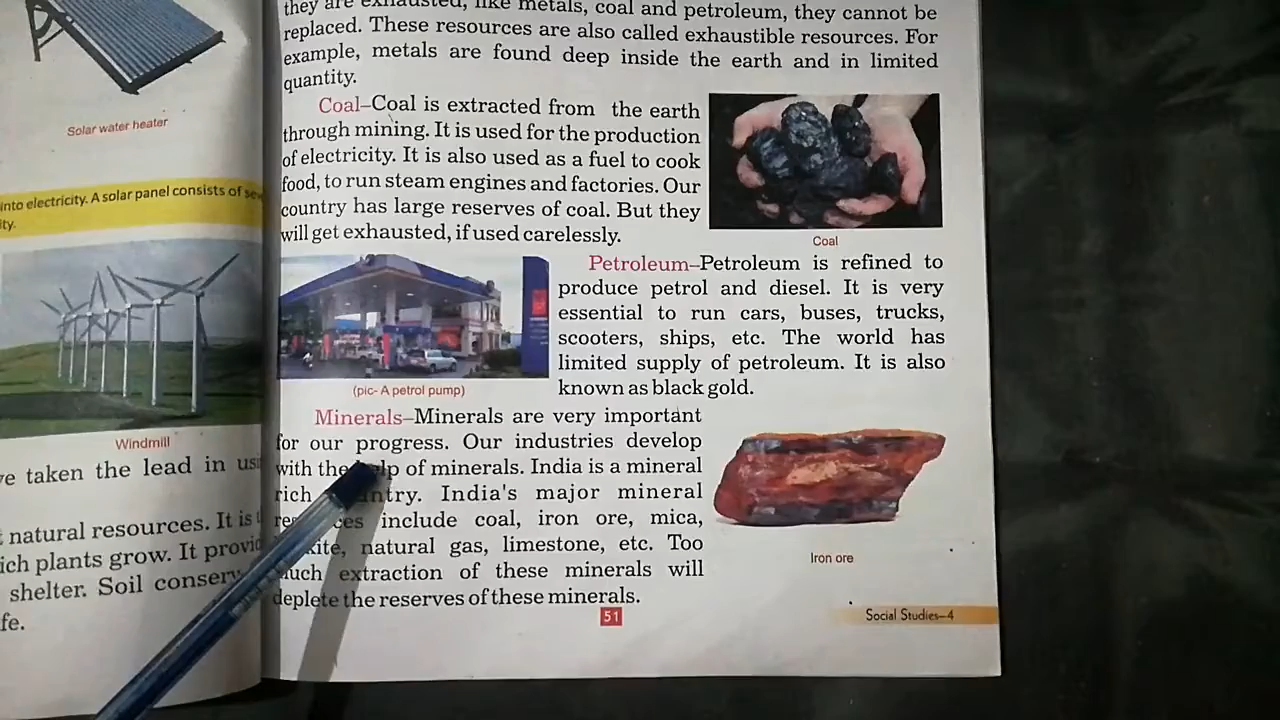 Solar water heater
into electricity. A solar panel consists of
ity.
Windmill
ve taken the lead in
natural resources. It is
ich plants grow. It
shelter. Soil
fe.
they are exhausted, like metals, coal and petroleum, they cannot be
replaced. These resources are also called exhaustible resources. For
example, metals are found deep inside the earth and in limited
quantity.
Coal–Coal is extracted from the earth
through mining. It is used for the production
of electricity. It is also used as a fuel to cook
food, to run steam engines and factories. Our
country has large reserves of coal. But they
will get exhausted, if used carelessly.
Coal
Petroleum–Petroleum is refined to
produce petrol and diesel. It is very
essential to run cars, buses, trucks,
scooters, ships, etc. The world has
limited supply of petroleum. It is also
known as black gold.
(pic- A petrol pump)
Minerals–Minerals are very important
for our progress. Our industries develop
with the of minerals. India is a mineral
rich India's major mineral
include coal, iron ore, mica,
natural gas, limestone, etc. Too
extraction of these minerals will
deplete the reserves of these minerals.
Iron ore
51
Social Studies–4